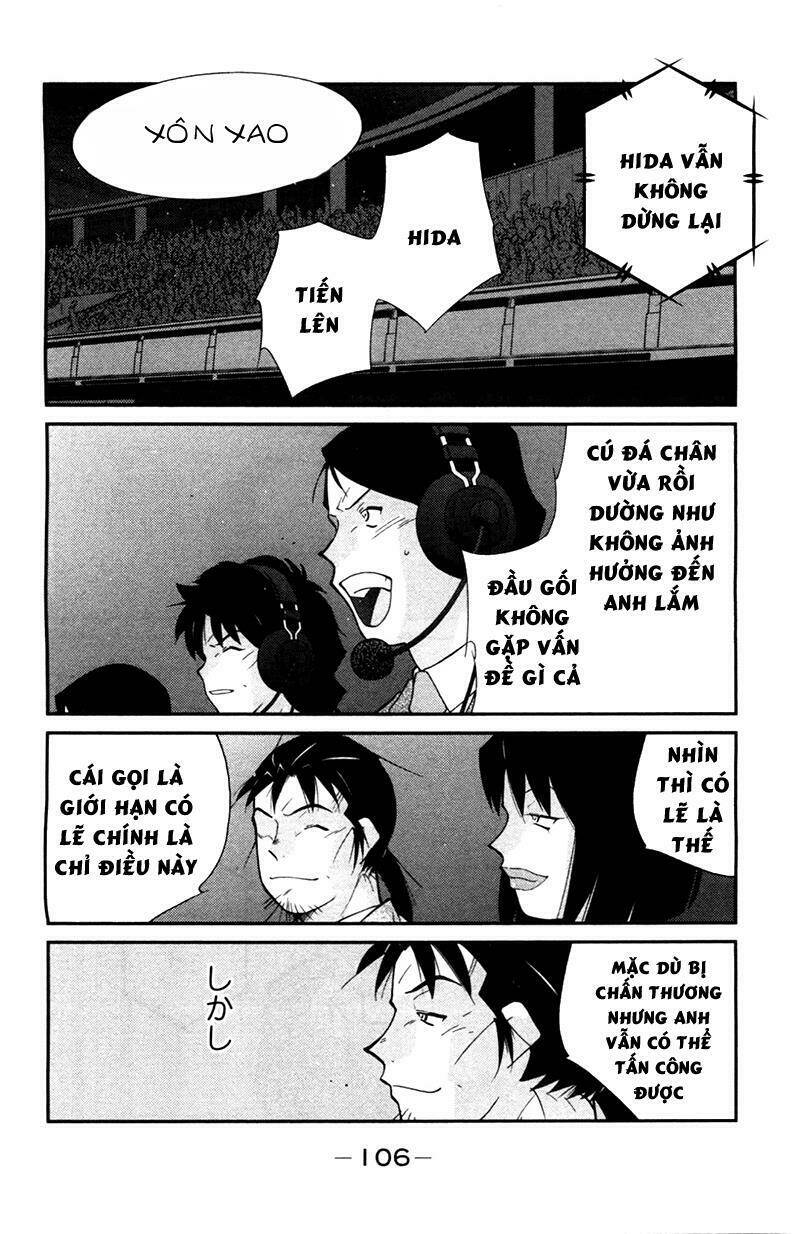 HIDA VẪN
KHÔNG
DỪNG LẠI
XÔN XAO
HIDA
TIẾN
LÊN
CÚ ĐÁ CHÂN
VỪA RỒI
DƯỜNG NHƯ
KHÔNG ẢNH
HƯỞNG ĐẾN
ANH LẮM
ĐẦU GỐI
KHÔNG
GẶP VẤN
ĐỀ GÌ CẢ
NHÌN
THÌ CÓ
LẼ LÀ
THẾ
CÁI GỌI LÀ
GIỚI HẠN CÓ
LẼ CHÍNH LÀ
CHỈ ĐIỀU NÀY
MẶC DÙ BỊ
CHẤN THƯƠNG
NHƯNG ANH
VẪN CÓ THỂ
TẤN CÔNG
ĐƯỢC
しかし
—106—